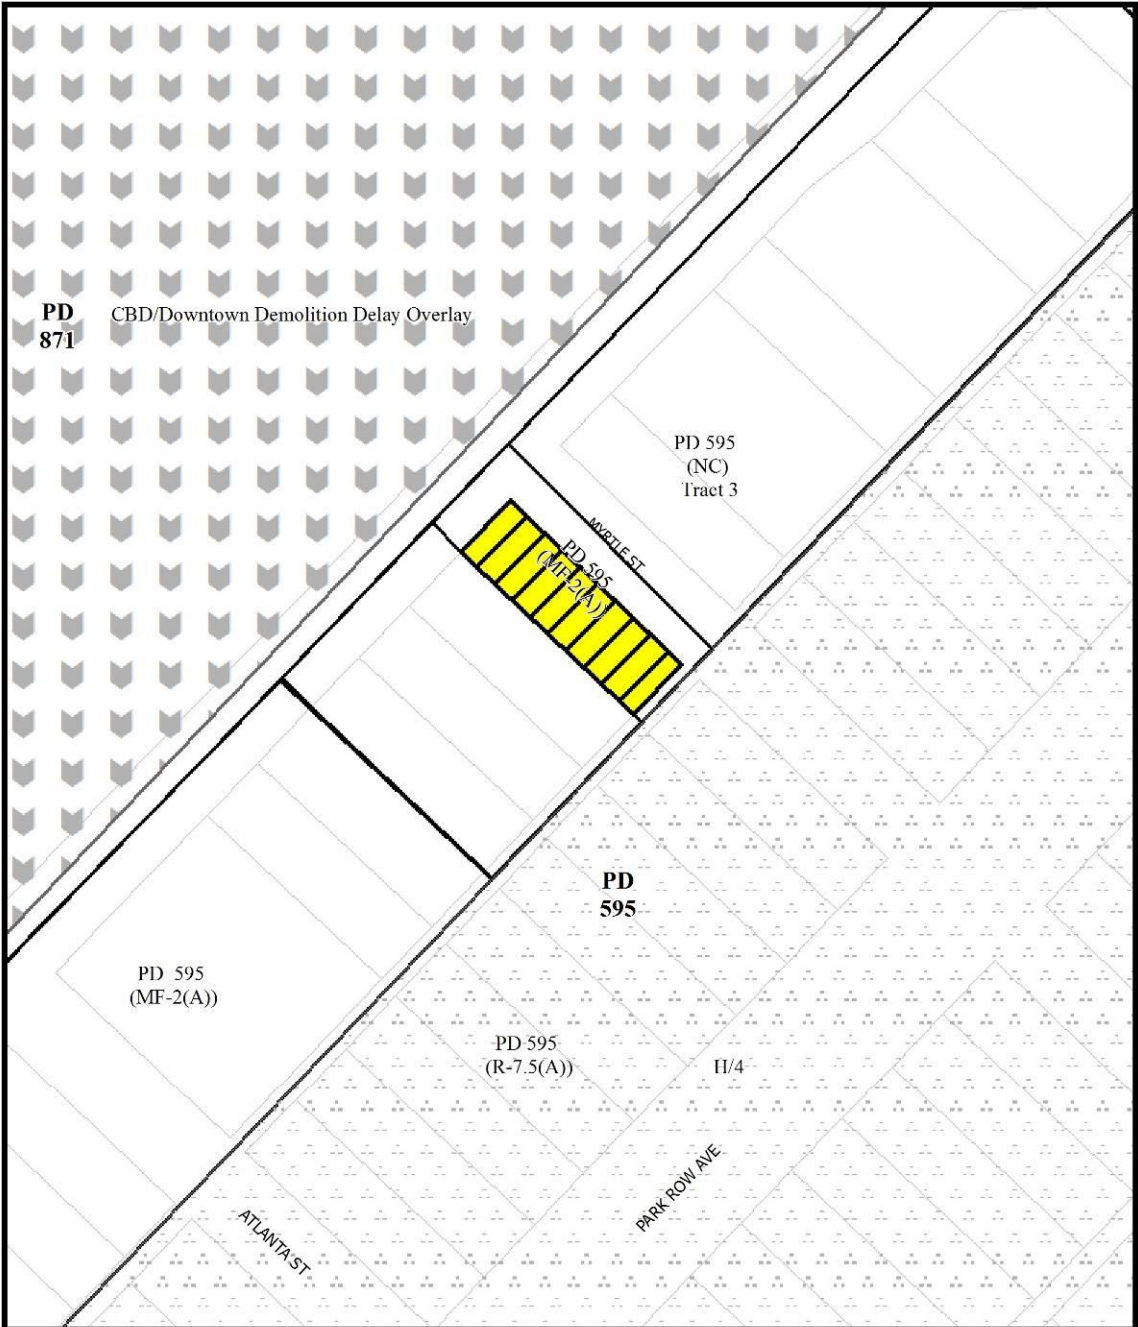 PD
871
CBD/Downtown Demolition Delay Overlay
PD 595
(NC)
Tract 3
MYRTLE ST
PD 595
(MF-2(A))
PD
595
PD 595
(MF-2(A))
PD 595
(R-7.5(A))
H/4
PARK ROW AVE
ATLANTA ST